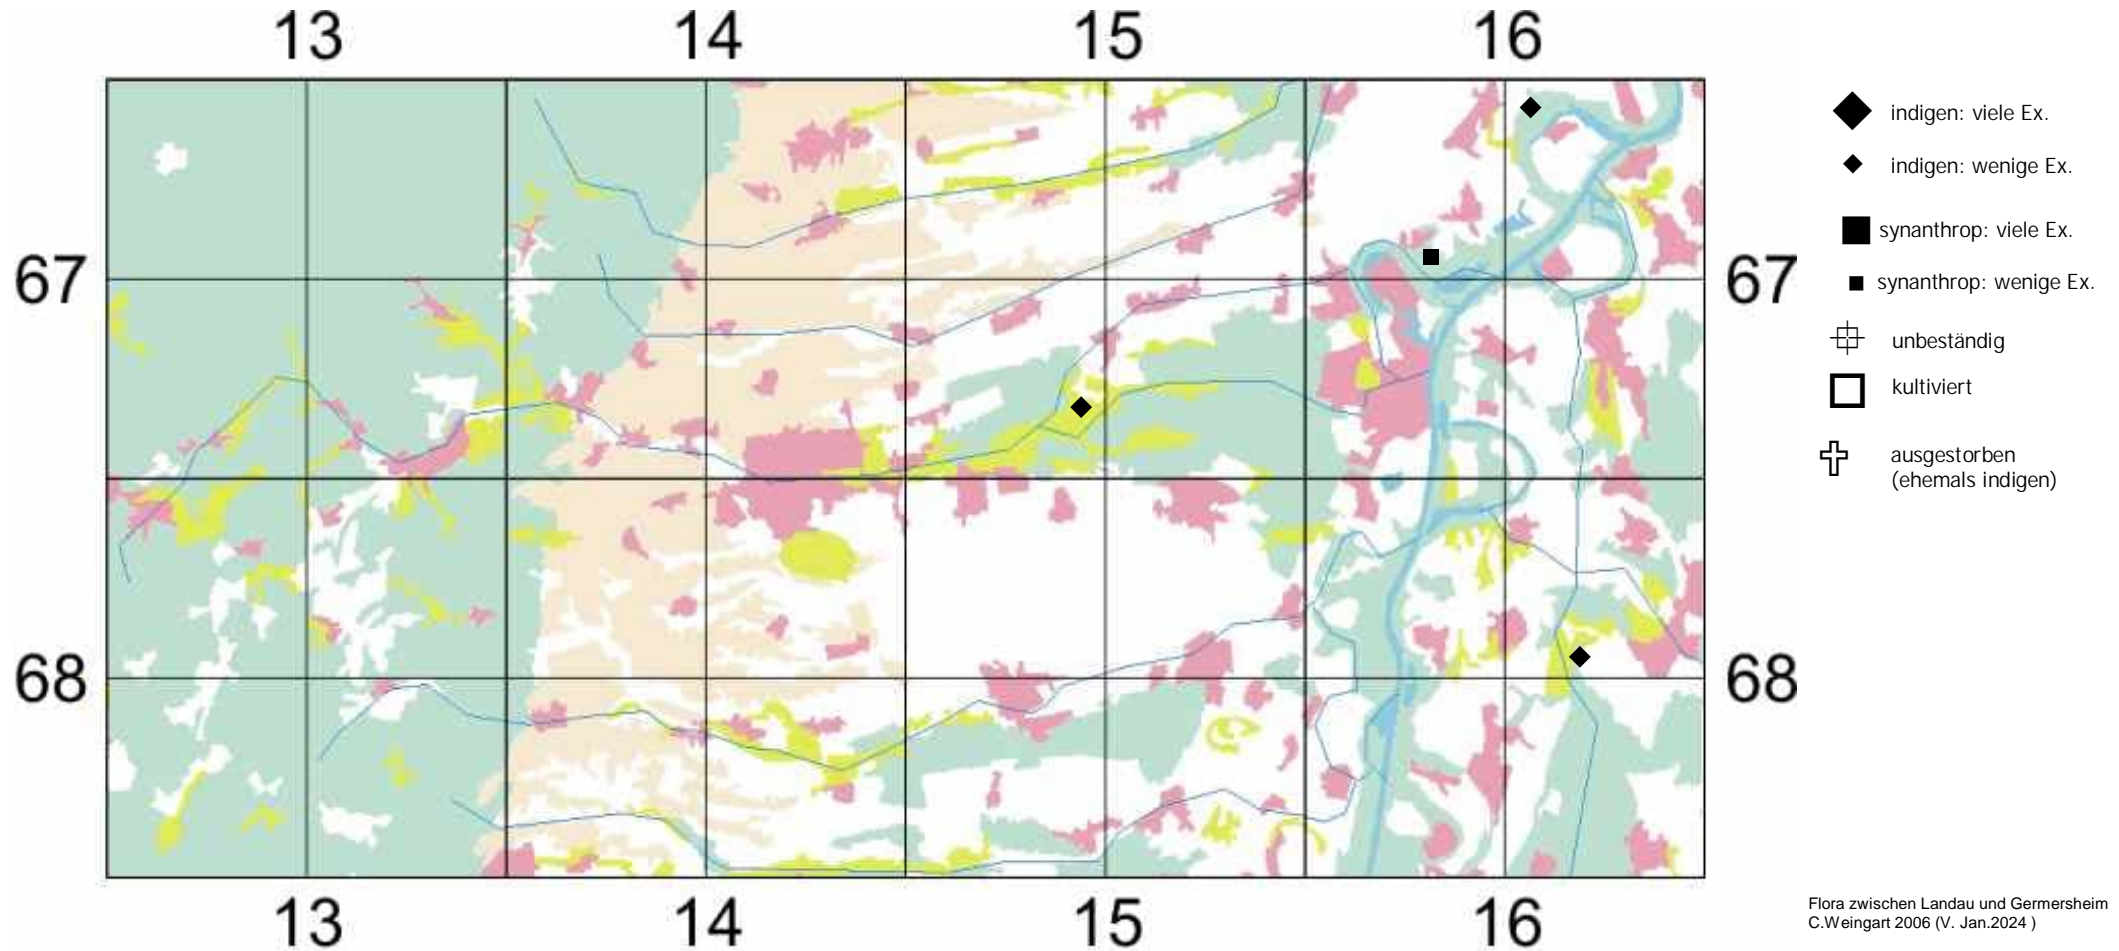 13 14 15 16
67 67
68 68
13 14 15 16
indigen: viele Ex.
indigen: wenige Ex.
synanthrop: viele Ex.
synanthrop: wenige Ex.
unbeständig
kultiviert
ausgestorben
(ehemals indigen)
Flora zwischen Landau und Germersheim
C.Weingart 2006 (V. Jan.2024 )